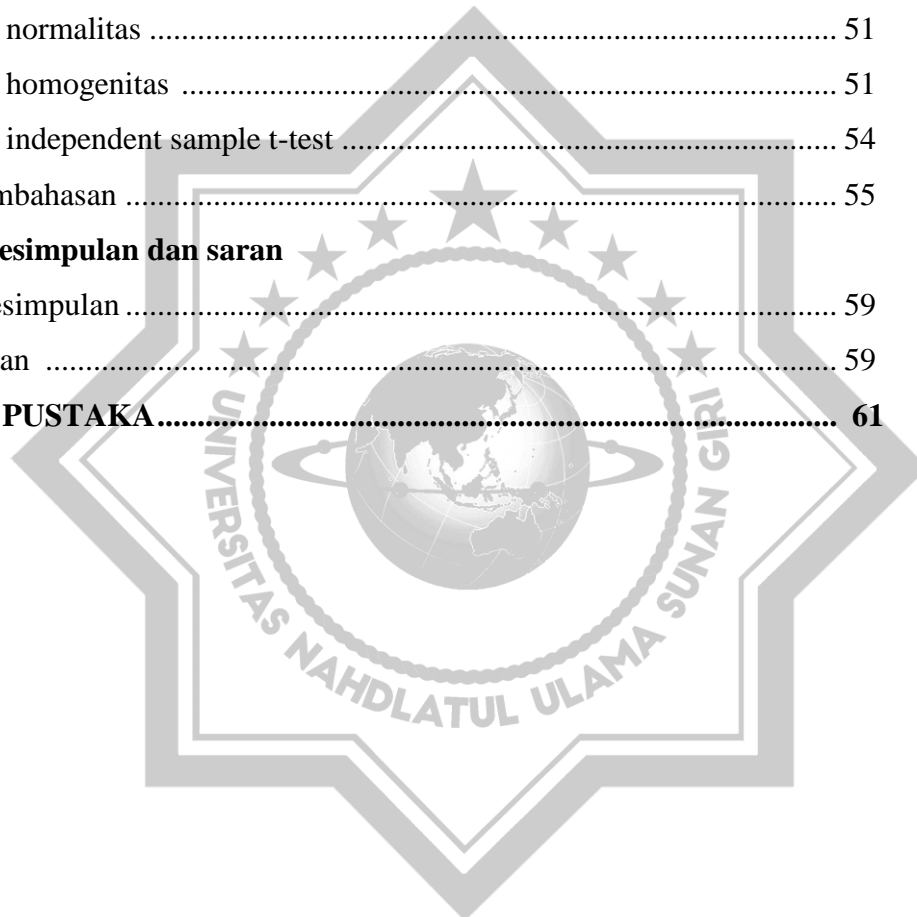 normalitas ........................................................................................ 51
homogenitas .................................................................................... 51
independent sample t-test ............................................................... 54
mbahasan ......................................................................................... 55
esimpulan dan saran
esimpulan ......................................................................................... 59
an .................................................................................................... 59
PUSTAKA..................................................................................... 61
UNIVERSITAS NAHDLATUL ULAMA SUNAN GIRI